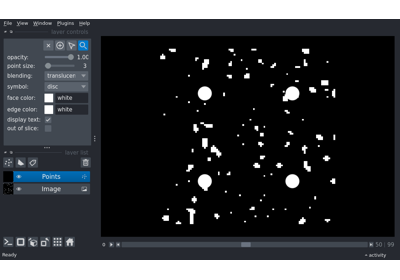 File View Window Plugins Help
layer controls
opacity: 1.00
point size: 3
blending: translucen
symbol: disc
face color: white
edge color: white
display text:
out of slice:
layer list
Points
Image
50 99
Ready
activity